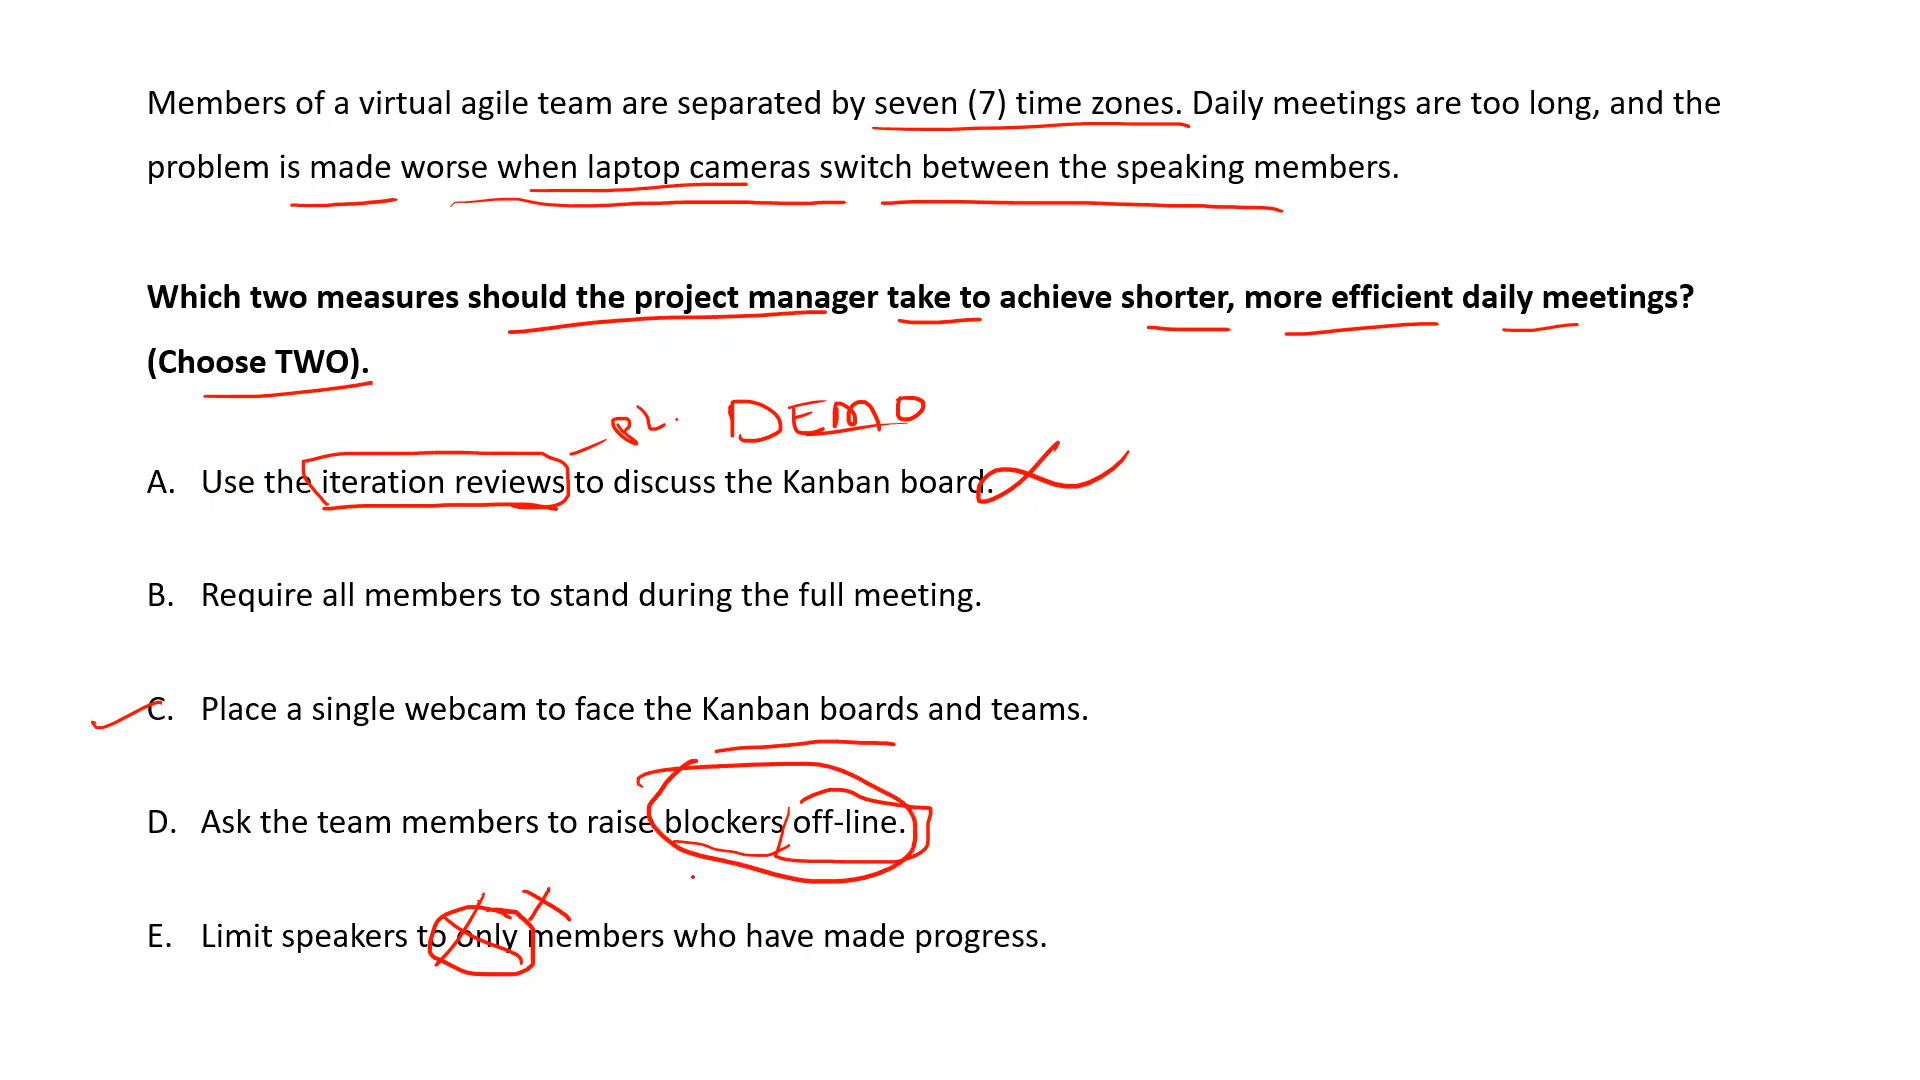 Members of a virtual agile team are separated by seven (7) time zones. Daily meetings are too long, and the
problem is made worse when laptop cameras switch between the speaking members.
Which two measures should the project manager take to achieve shorter, more efficient daily meetings?
(Choose TWO).
DEMO
A. Use the iteration reviews to discuss the Kanban board.
B. Require all members to stand during the full meeting.
C. Place a single webcam to face the Kanban boards and teams.
D. Ask the team members to raise blockers off-line.
E. Limit speakers to only members who have made progress.